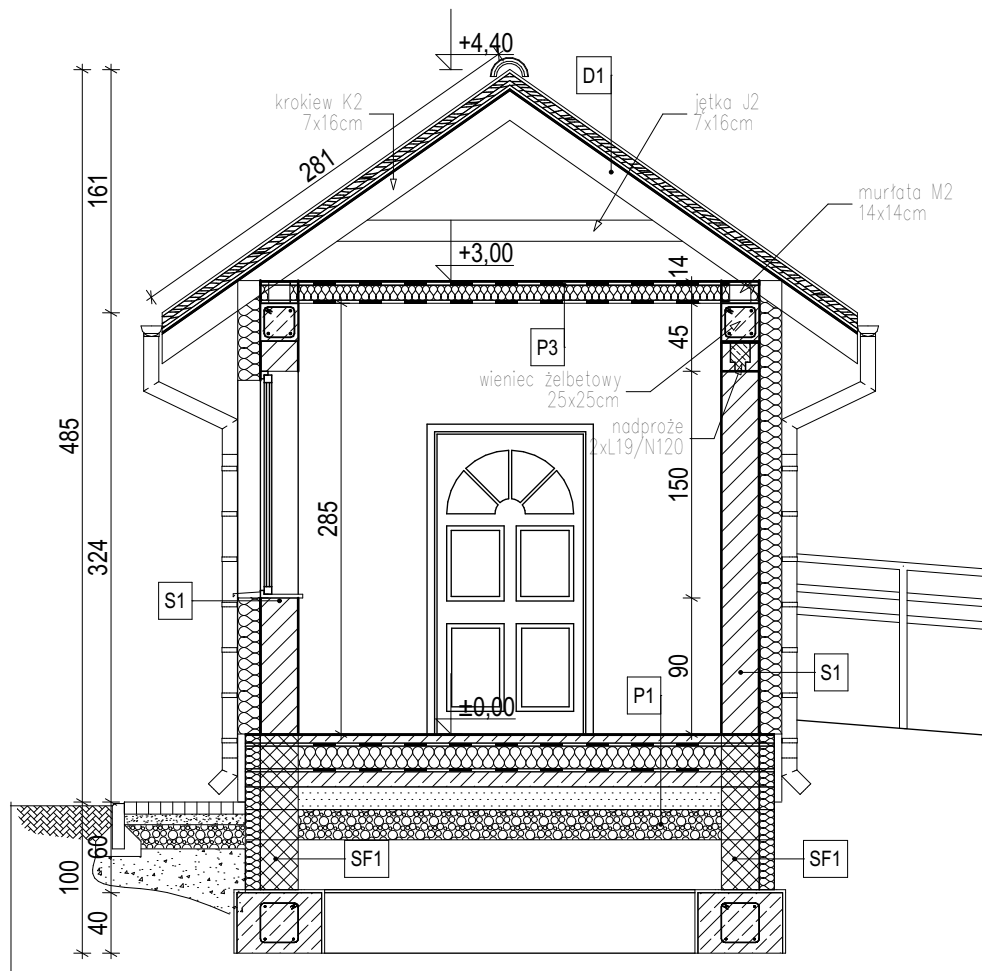 +4,40
D1
krokiew K2
7x16cm
jętka J2
7x16cm
281
161
murłata M2
14x14cm
+3,00
14
P3
45
wieniec żelbetowy
25x25cm
nadproże
2xL19/N120
485
150
285
324
S1
90
S1
P1
±0,00
SF1
SF1
100
60
40